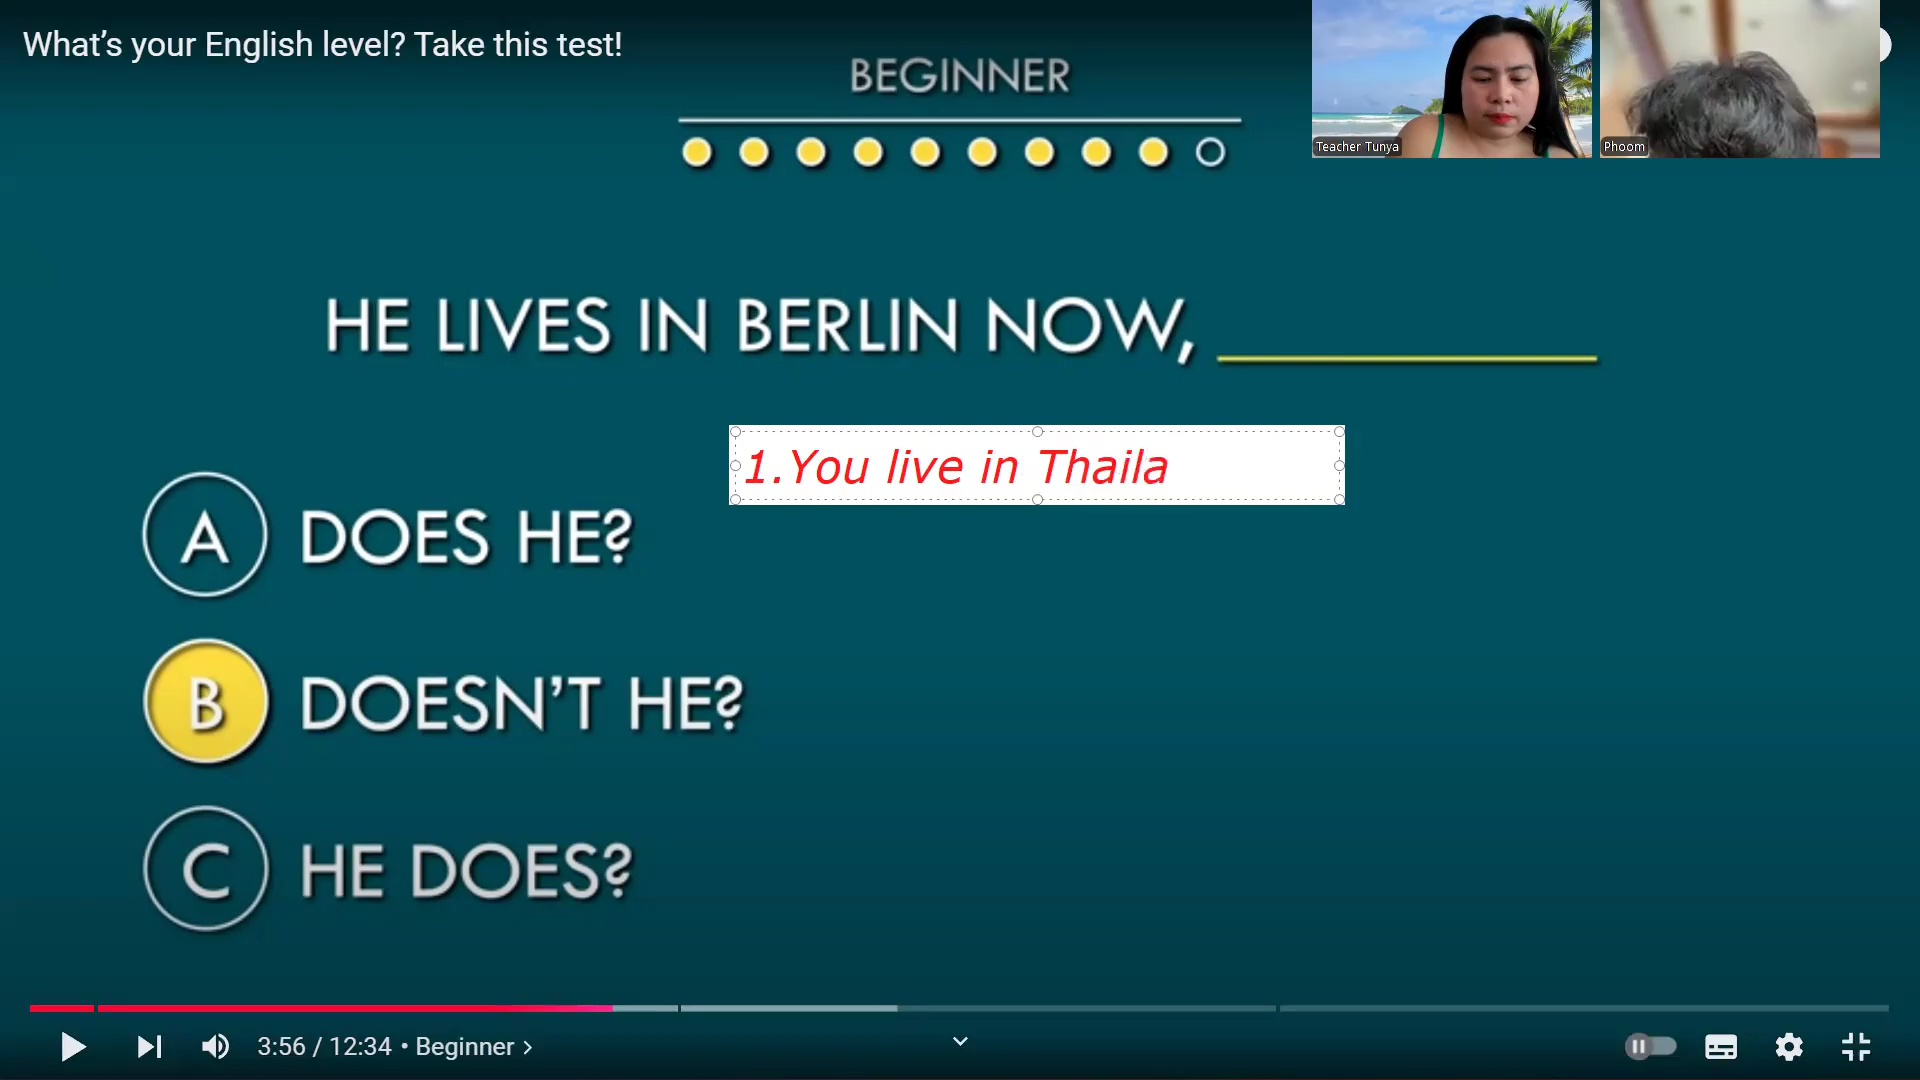 What’s your English level? Take this test!
BEGINNER
Teacher Tunya
Phoom
HE LIVES IN BERLIN NOW, ____________
1.You live in Thaila
A DOES HE?
B DOESN’T HE?
C HE DOES?
3:56 / 12:34 • Beginner >